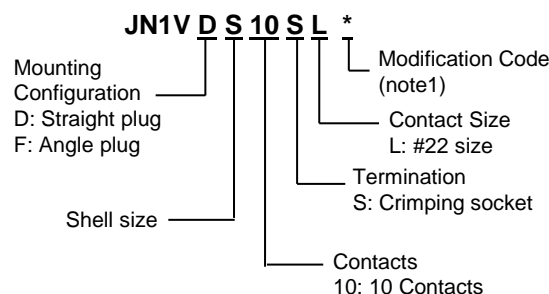 JN1V D S 10 S L *
Mounting
Configuration
D: Straight plug
F: Angle plug
Modification Code
(note1)
Contact Size
L: #22 size
Termination
S: Crimping socket
Shell size
Contacts
10: 10 Contacts